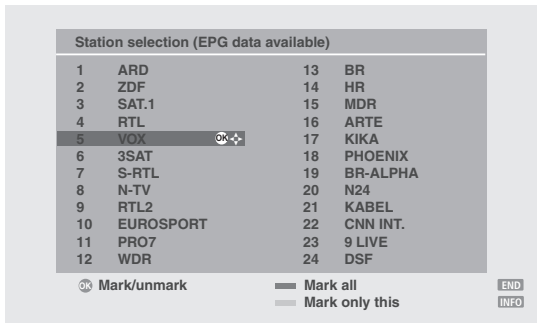 Station selection (EPG data available)
1 ARD
2 ZDF
3 SAT.1
4 RTL
5 VOX OK
6 3SAT
7 S-RTL
8 N-TV
9 RTL2
10 EUROSPORT
11 PRO7
12 WDR
13 BR
14 HR
15 MDR
16 ARTE
17 KIKA
18 PHOENIX
19 BR-ALPHA
20 N24
21 KABEL
22 CNN INT.
23 9 LIVE
24 DSF
OK Mark/unmark
Mark all
Mark only this
END
INFO